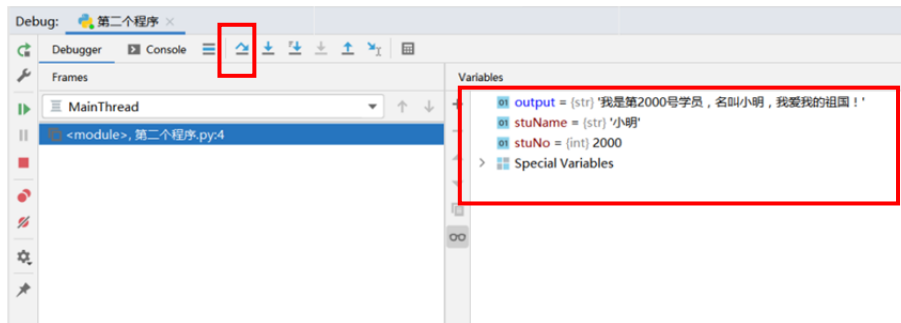 Debug: 第二个程序 ×
Debugger Console
Frames
Variables
MainThread
<module>, 第二个程序.py:4
output = {str} '我是第2000号学员，名叫小明，我爱我的祖国！'
stuName = {str} '小明'
stuNo = {int} 2000
Special Variables